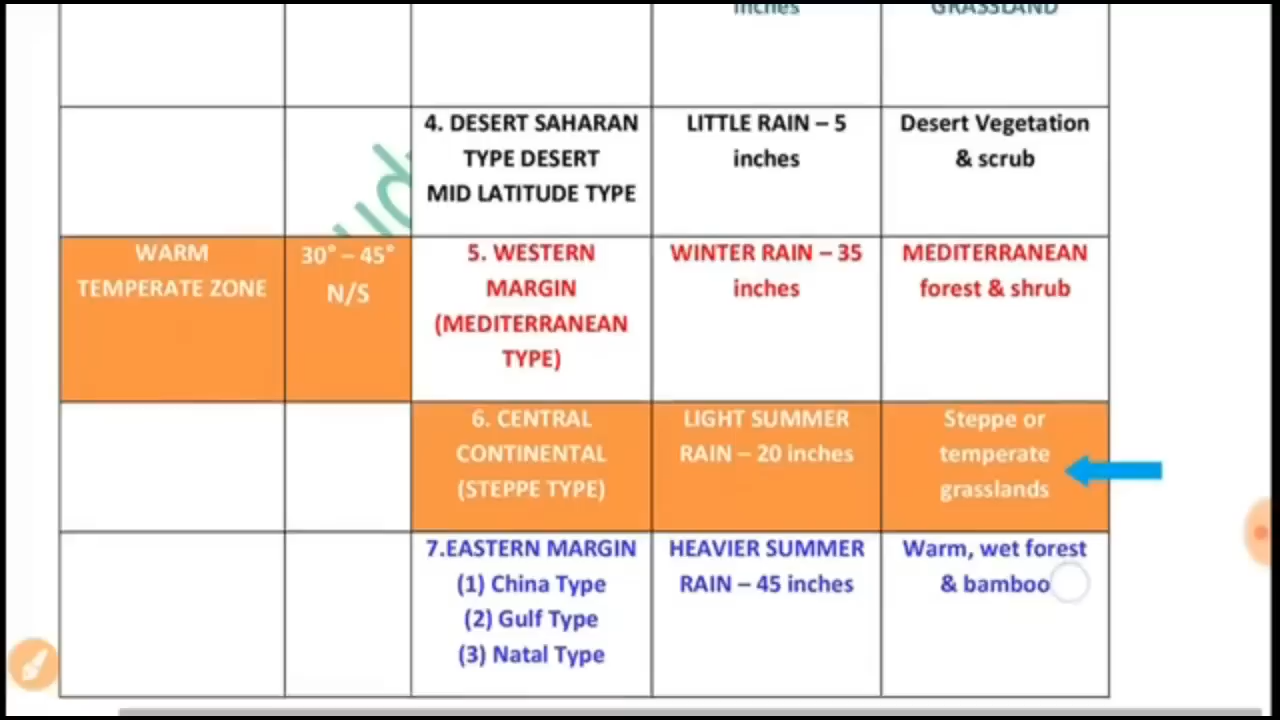 inches
GRASSLAND
4. DESERT SAHARAN
TYPE DESERT
MID LATITUDE TYPE
LITTLE RAIN – 5
inches
Desert Vegetation
& scrub
WARM
TEMPERATE ZONE
30° – 45°
N/S
5. WESTERN
MARGIN
(MEDITERRANEAN
TYPE)
WINTER RAIN – 35
inches
MEDITERRANEAN
forest & shrub
6. CENTRAL
CONTINENTAL
(STEPPE TYPE)
LIGHT SUMMER
RAIN – 20 inches
Steppe or
temperate
grasslands
7.EASTERN MARGIN
(1) China Type
(2) Gulf Type
(3) Natal Type
HEAVIER SUMMER
RAIN – 45 inches
Warm, wet forest
& bamboo